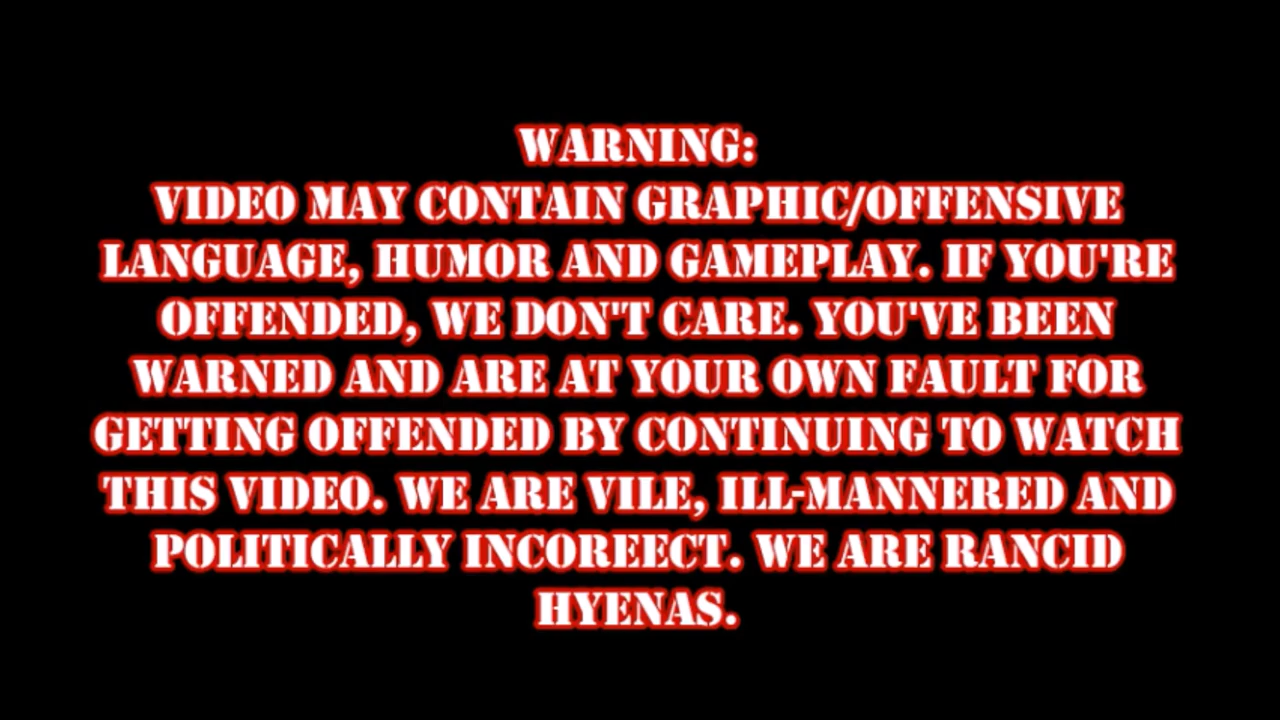 WARNING:
VIDEO MAY CONTAIN GRAPHIC/OFFENSIVE
LANGUAGE, HUMOR AND GAMEPLAY. IF YOU'RE
OFFENDED, WE DON'T CARE. YOU'VE BEEN
WARNED AND ARE AT YOUR OWN FAULT FOR
GETTING OFFENDED BY CONTINUING TO WATCH
THIS VIDEO. WE ARE VILE, ILL-MANNERED AND
POLITICALLY INCOREECT. WE ARE RANCID
HYENAS.